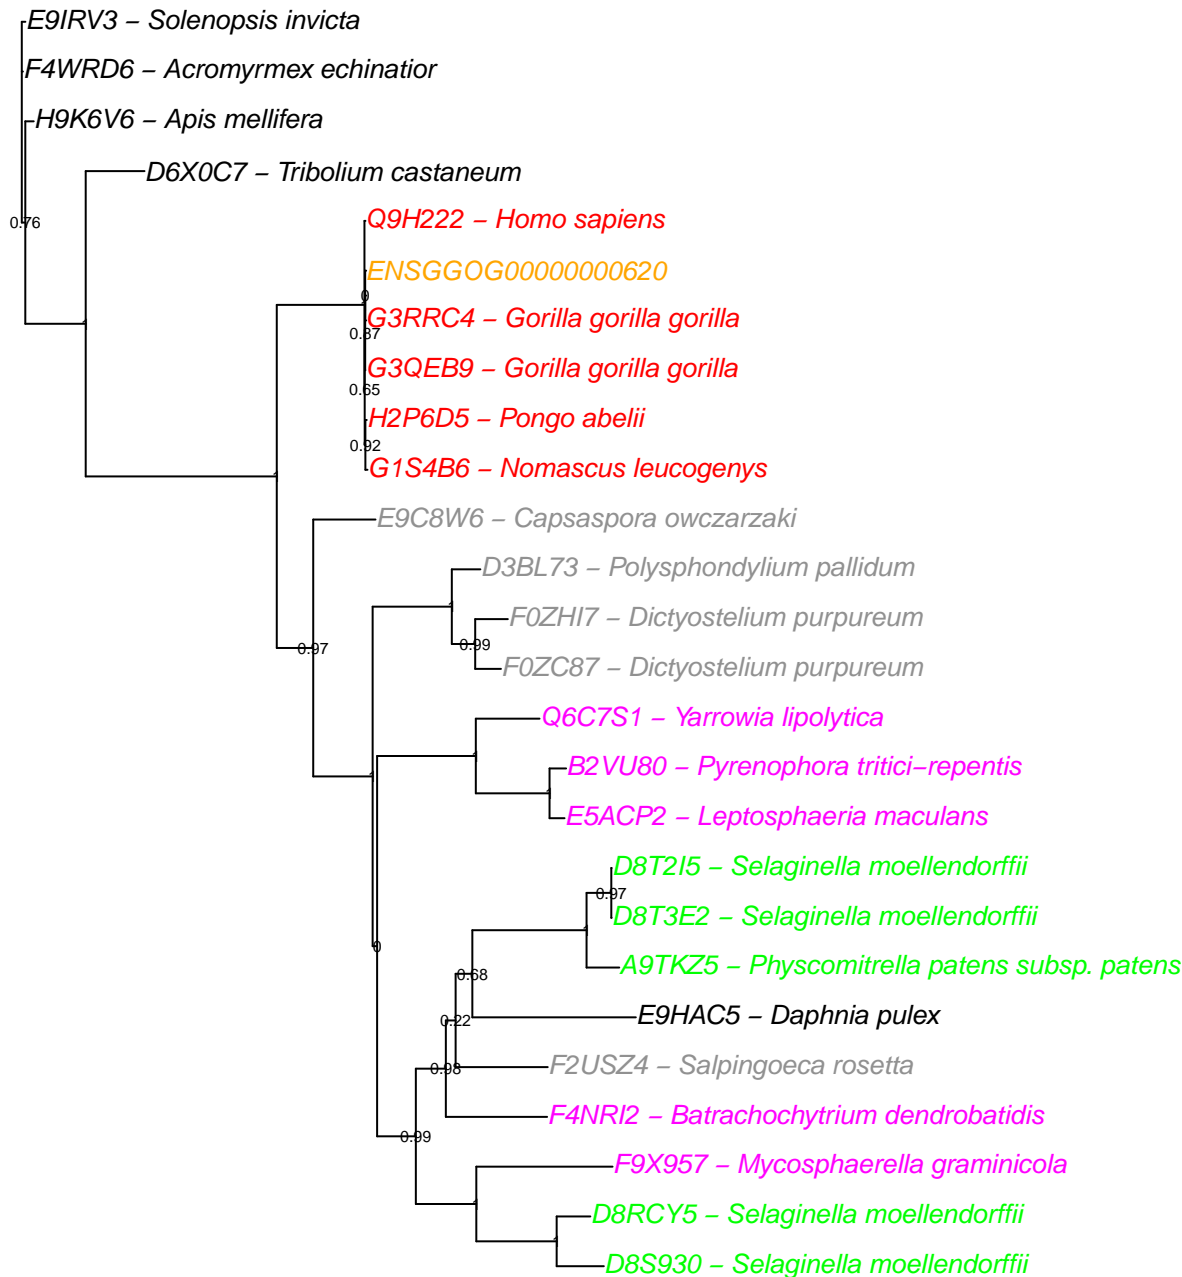 E9IRV3 – Solenopsis invicta
F4WRD6 – Acromyrmex echinatior
H9K6V6 – Apis mellifera
D6X0C7 – Tribolium castaneum
0.76
Q9H222 – Homo sapiens
ENSGGOG00000000620
0
G3RRC4 – Gorilla gorilla gorilla
0.87
G3QEB9 – Gorilla gorilla gorilla
0.65
H2P6D5 – Pongo abelii
0.92
G1S4B6 – Nomascus leucogenys
E9C8W6 – Capsaspora owczarzaki
D3BL73 – Polysphondylium pallidum
F0ZHI7 – Dictyostelium purpureum
0.99
0.97
F0ZC87 – Dictyostelium purpureum
Q6C7S1 – Yarrowia lipolytica
B2VU80 – Pyrenophora tritici–repentis
E5ACP2 – Leptosphaeria maculans
D8T2I5 – Selaginella moellendorffii
0.97
D8T3E2 – Selaginella moellendorffii
0
A9TKZ5 – Physcomitrella patens subsp. patens
0.68
E9HAC5 – Daphnia pulex
0.22
F2USZ4 – Salpingoeca rosetta
0.98
F4NRI2 – Batrachochytrium dendrobatidis
0.99
F9X957 – Mycosphaerella graminicola
D8RCY5 – Selaginella moellendorffii
D8S930 – Selaginella moellendorffii